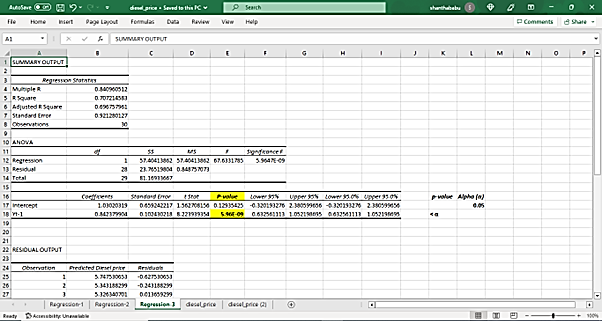 AutoSave Off diesel_price • Saved to this PC Search shanthababu
File Home Insert Page Layout Formulas Data Review View Help Comments Share
A1 fx SUMMARY OUTPUT
A B C D E F G H I J K L M N O P
1 SUMMARY OUTPUT
2
3 Regression Statistics
4 Multiple R 0.840960512
5 R Square 0.707214583
6 Adjusted R Square 0.696757961
7 Standard Error 0.921280127
8 Observations 30
9
10 ANOVA
11 df SS MS F Significance F
12 Regression 1 57.40413862 57.40413862 67.6331785 5.9647E-09
13 Residual 28 23.76519804 0.848757073
14 Total 29 81.16933667
15
16 Coefficients Standard Error t Stat P-value Lower 95% Upper 95% Lower 95.0% Upper 95.0% p-value Alpha (α)
17 Intercept 1.03020319 0.659242217 1.562708156 0.12935425 -0.320193276 2.380599656 -0.320193276 2.380599656 0.05
18 Yt-1 0.842379904 0.102430218 8.223939354 5.96E-09 0.632561113 1.052198695 0.632561113 1.052198695 < α
19
20
21
22 RESIDUAL OUTPUT
23
24 Observation Predicted Diesel price Residuals
25 1 5.747530653 -0.627530653
26 2 5.343188299 -0.243188299
27 3 5.326340701 0.013659299
Regression-1 Regression-2 Regression-3 diesel_price diesel_price (2)
Ready Accessibility: Unavailable 100%